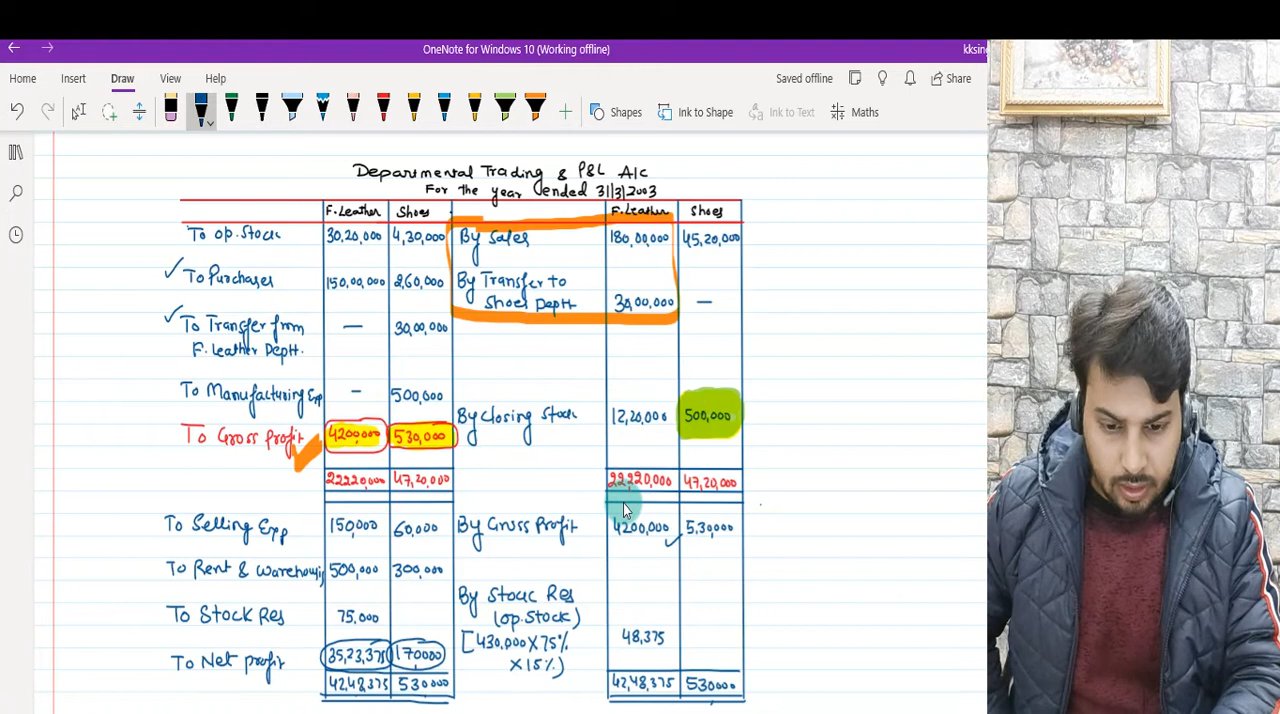 OneNote for Windows 10 (Working offline)
kksing
Home Insert Draw View Help
Saved offline
Share
Shapes
Ink to Shape
Ink to Text
Maths
Departmental Trading & P&L A/C
For the year ended 31/3/2003
F. Leather Shoes F. Leather Shoes
To Op. Stock 30,20,000 4,30,000 By Sales 180,00,000 45,20,000
To Purchases 150,00,000 2,60,000 By Transfer to
Shoes Deptt 30,00,000 —
To Transfer from — 30,00,000
F. Leather Deptt.
To Manufacturing Exp - 500,000
By Closing Stock 12,20,000 500,000
To Gross Profit 4200,000 530,000
22220,000 47,20,000 22,220,000 47,20,000
To Selling Exp 150,000 60,000 By Gross Profit 4200,000 5,30,000
To Rent & Warehousing 500,000 300,000
By Stock Res
(op. Stock)
To Stock Res 75,000
[430,000 X 75% 48,375
X 15%)
To Net profit 35,23,375 170000
42,48,375 530000 42,48,375 530000